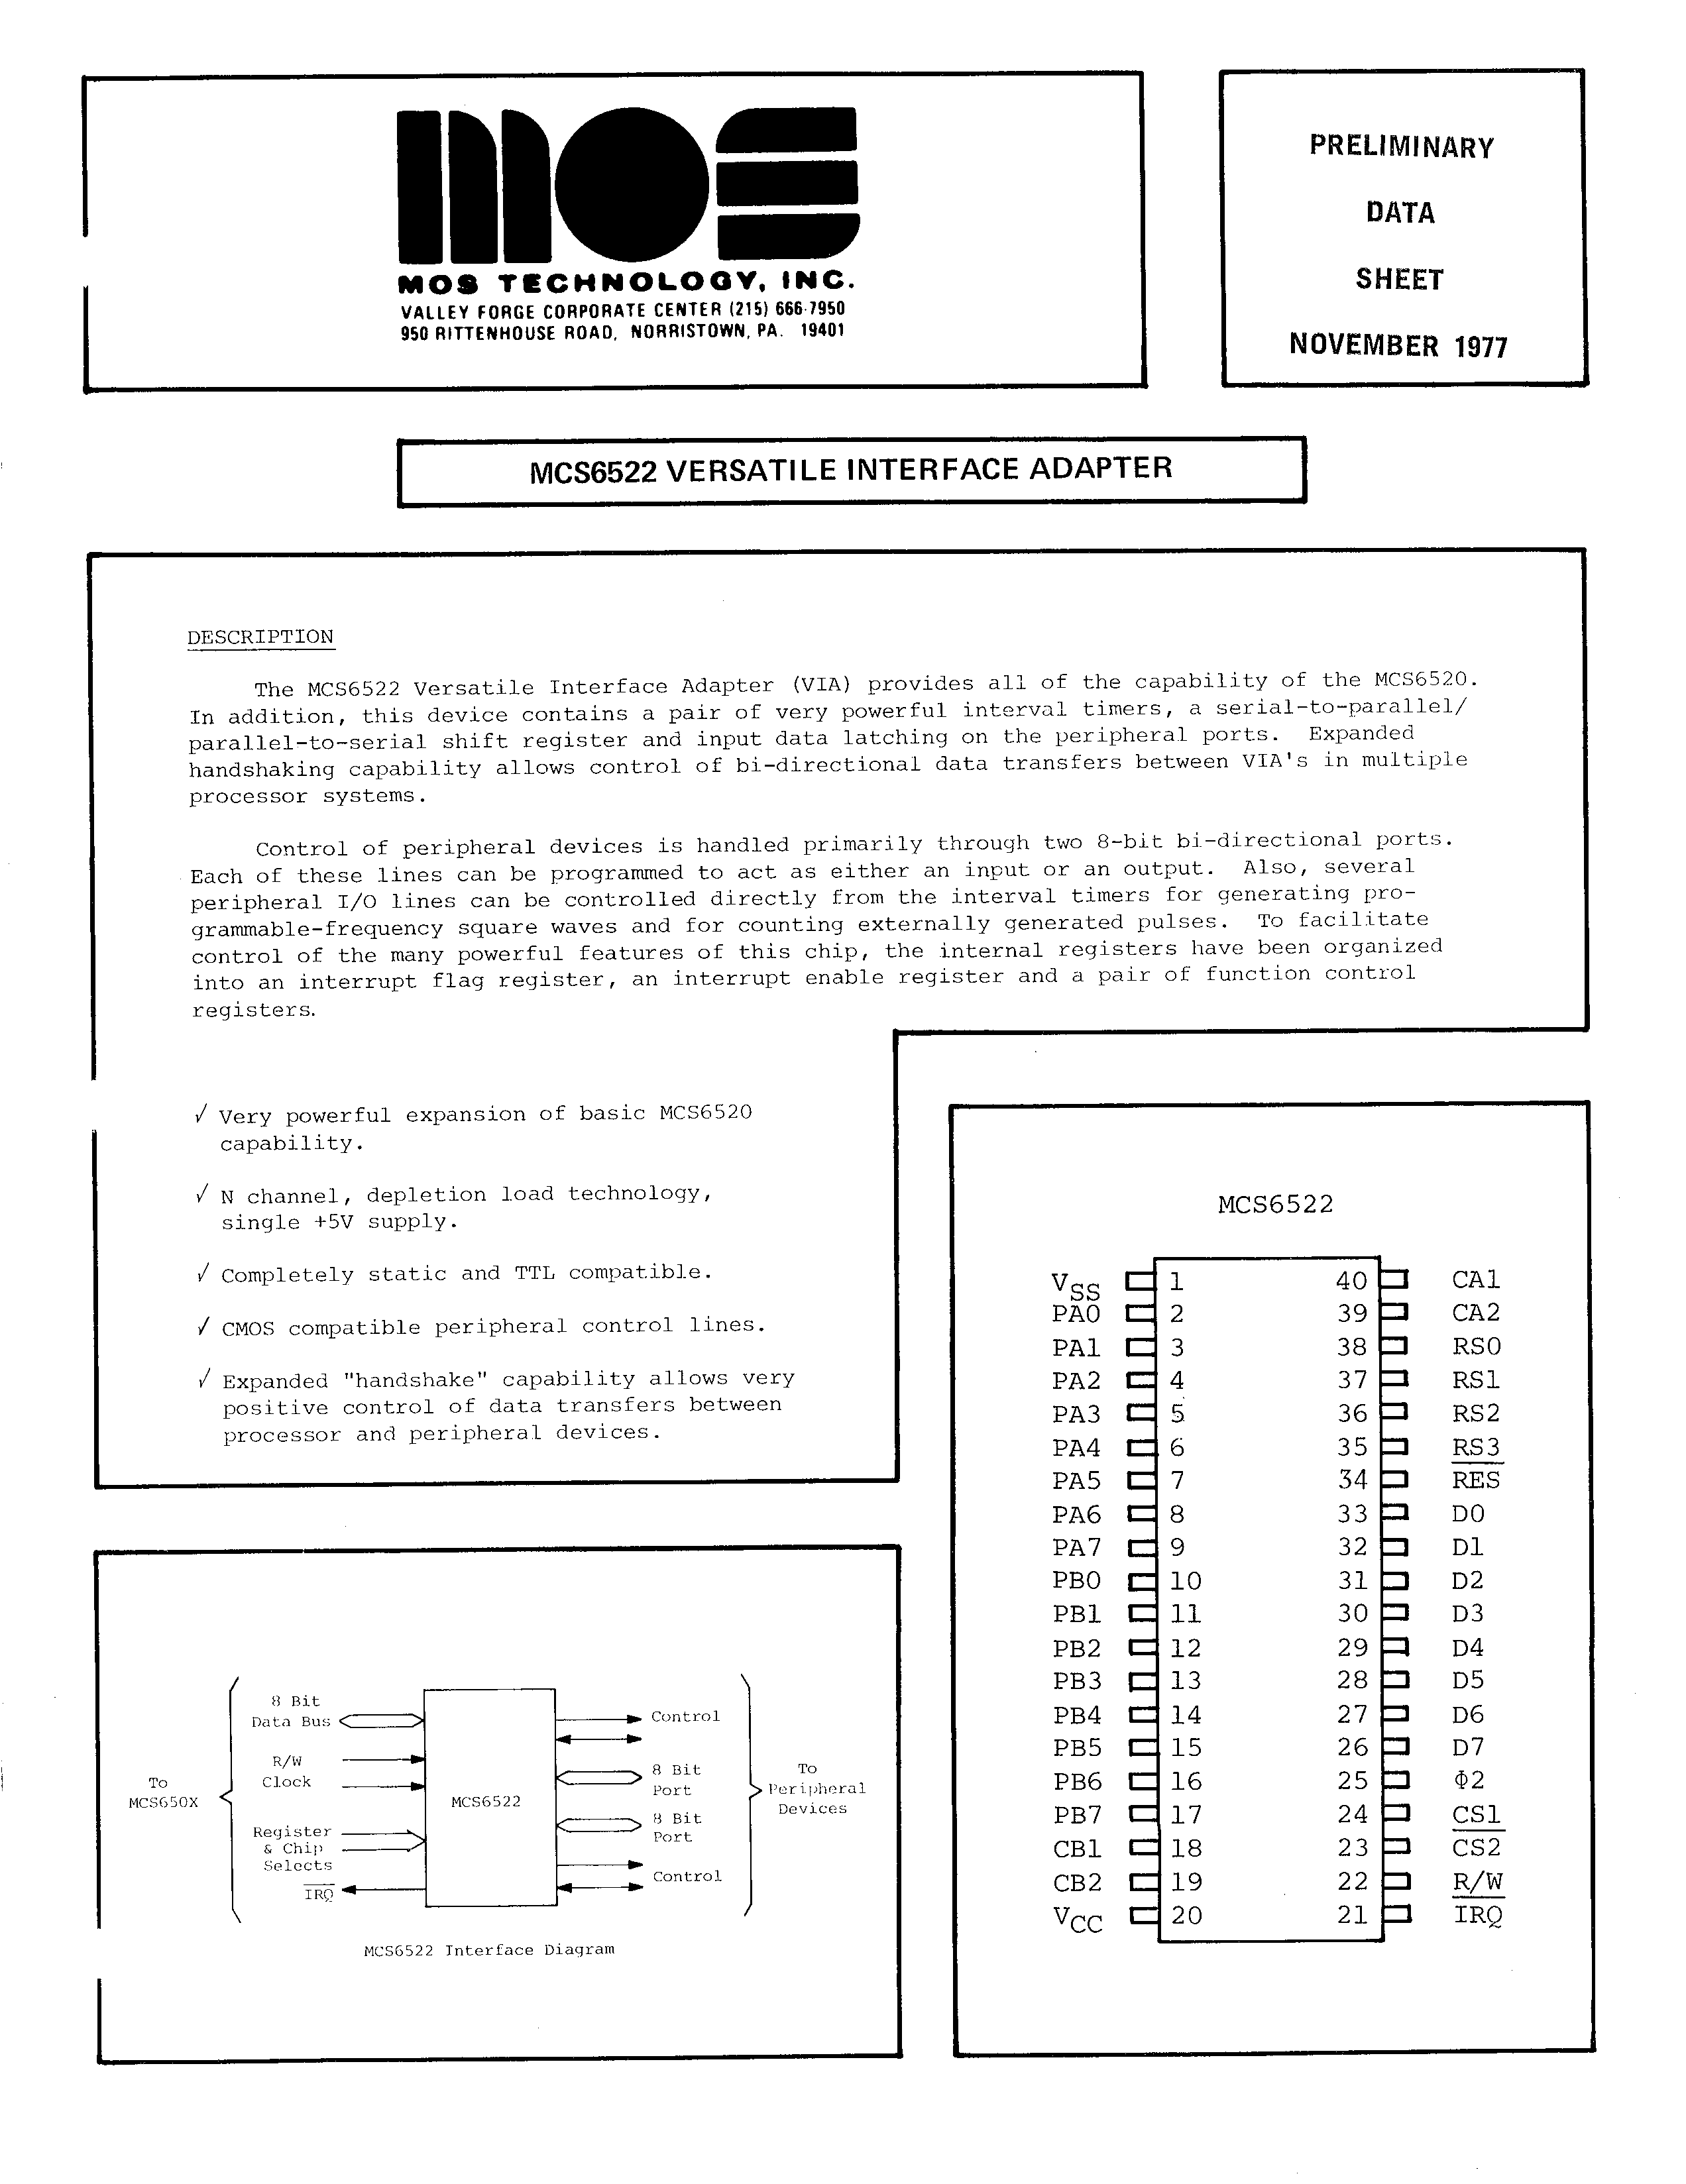 MOS
MOS TECHNOLOGY, INC.
VALLEY FORGE CORPORATE CENTER (215) 666-7950
950 RITTENHOUSE ROAD, NORRISTOWN, PA. 19401
PRELIMINARY
DATA
SHEET
NOVEMBER 1977
MCS6522 VERSATILE INTERFACE ADAPTER
DESCRIPTION
The MCS6522 Versatile Interface Adapter (VIA) provides all of the capability of the MCS6520.
In addition, this device contains a pair of very powerful interval timers, a serial-to-parallel/
parallel-to-serial shift register and input data latching on the peripheral ports. Expanded
handshaking capability allows control of bi-directional data transfers between VIA's in multiple
processor systems.
Control of peripheral devices is handled primarily through two 8-bit bi-directional ports.
Each of these lines can be programmed to act as either an input or an output. Also, several
peripheral I/O lines can be controlled directly from the interval timers for generating pro-
grammable-frequency square waves and for counting externally generated pulses. To facilitate
control of the many powerful features of this chip, the internal registers have been organized
into an interrupt flag register, an interrupt enable register and a pair of function control
registers.
√ Very powerful expansion of basic MCS6520
capability.
√ N channel, depletion load technology,
single +5V supply.
√ Completely static and TTL compatible.
√ CMOS compatible peripheral control lines.
√ Expanded "handshake" capability allows very
positive control of data transfers between
processor and peripheral devices.
To
MCS650X
8 Bit
Data Bus
R/W
Clock
Register
& Chip
Selects
IRQ
MCS6522
Control
8 Bit
Port
8 Bit
Port
Control
To
Peripheral
Devices
MCS6522 Interface Diagram
MCS6522
VSS 1 40 CA1
PA0 2 39 CA2
PA1 3 38 RS0
PA2 4 37 RS1
PA3 5 36 RS2
PA4 6 35 RS3
PA5 7 34 RES
PA6 8 33 D0
PA7 9 32 D1
PB0 10 31 D2
PB1 11 30 D3
PB2 12 29 D4
PB3 13 28 D5
PB4 14 27 D6
PB5 15 26 D7
PB6 16 25 Φ2
PB7 17 24 CS1
CB1 18 23 CS2
CB2 19 22 R/W
VCC 20 21 IRQ